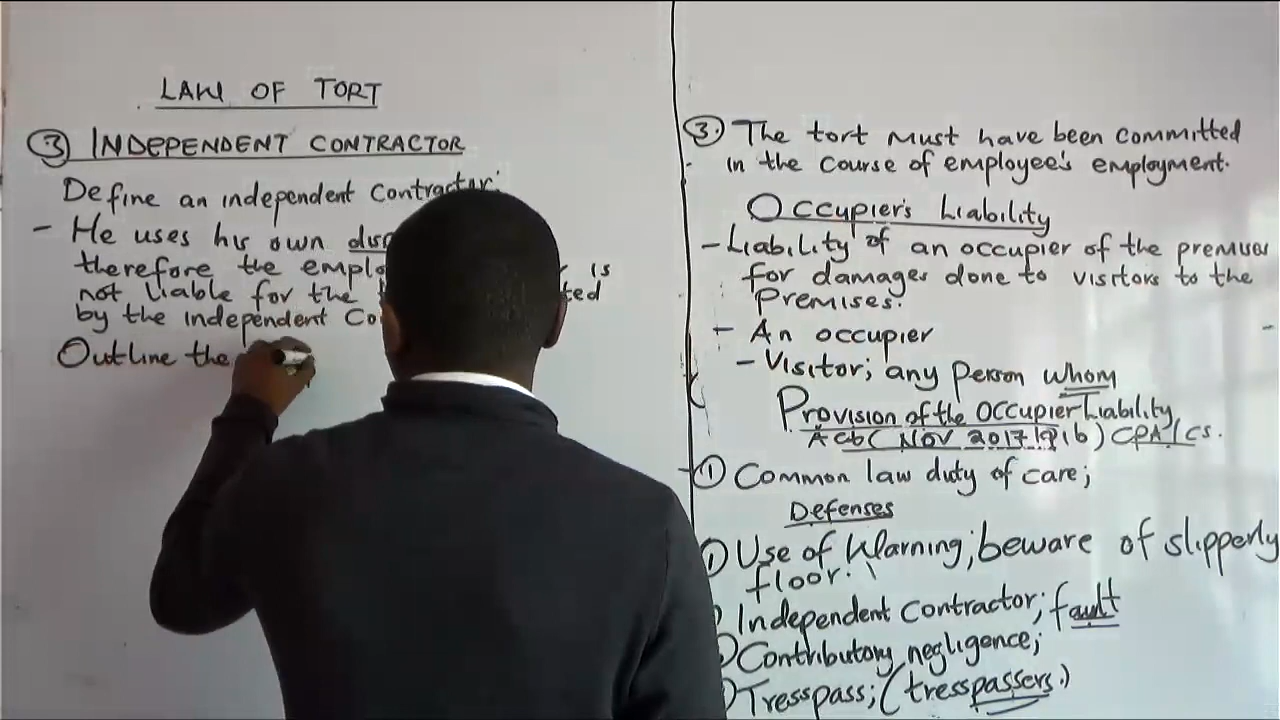 LAW OF TORT
③ INDEPENDENT CONTRACTOR
Define an independent Contractor:
- He uses his own
therefore the
not liable for the
by the independent
Outline the
③. The tort must have been committed
in the course of employee's employment.
Occupier's Liability
- Liability of an occupier of the premises
for damages done to visitors to the
Premises.
- An occupier
- Visitor; any person whom
Provision of the Occupier Liability
Act (NOV 2017 q1b) CPA/CS.
① Common law duty of care;
Defenses
① Use of Warning; beware of slipperly
floor.
Independent Contractor; fault
Contributory negligence;
Tresspass; (tresspassers.)